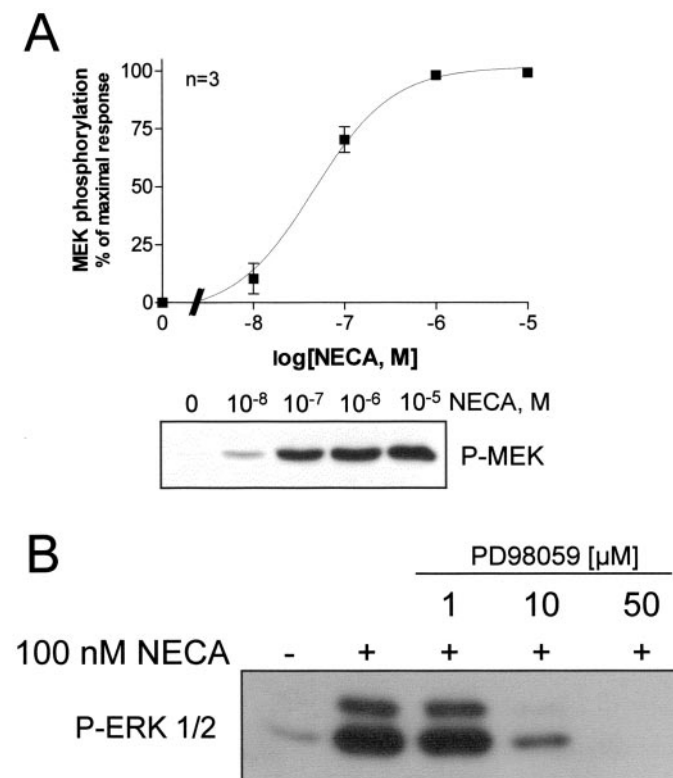 A
MEK phosphorylation
% of maximal response
100
75
50
25
0
n=3
0 -8 -7 -6 -5
log[NECA, M]
0 10⁻⁸ 10⁻⁷ 10⁻⁶ 10⁻⁵ NECA, M
P-MEK
B
PD98059 [µM]
1 10 50
100 nM NECA - + + + +
P-ERK 1/2